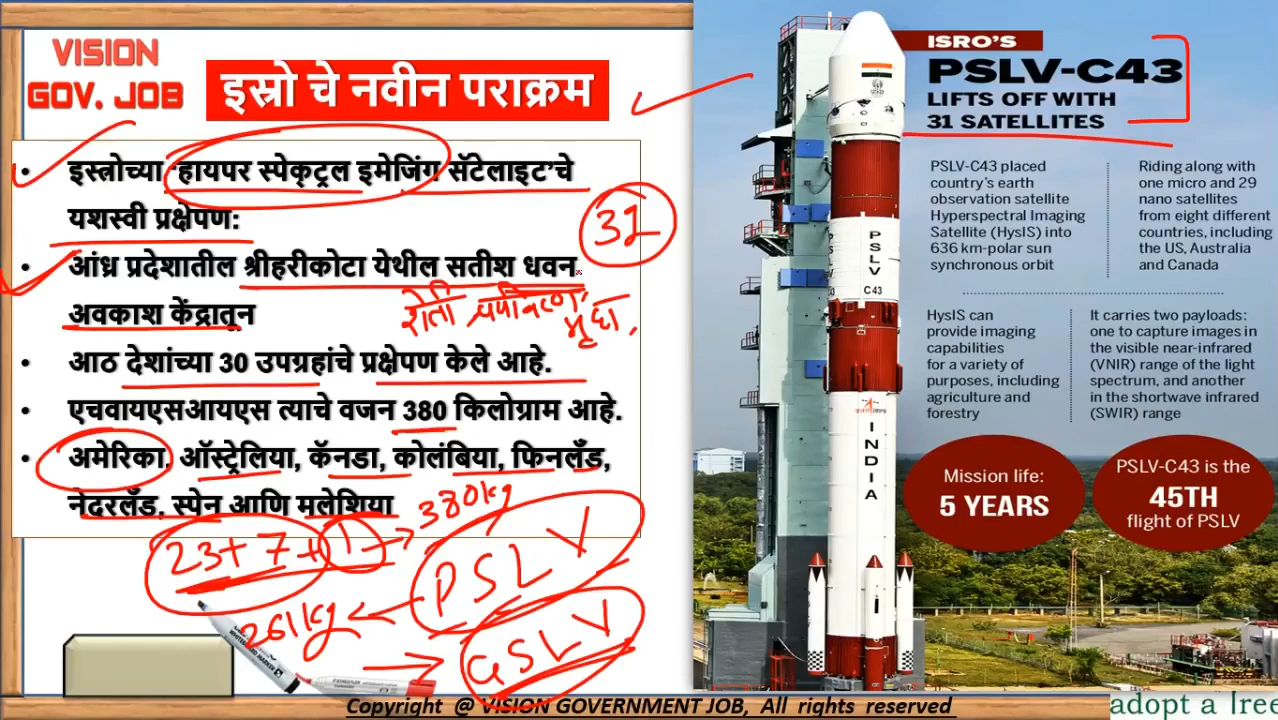 VISION
GOV. JOB
इस्रो चे नवीन पराक्रम
इस्त्रोच्या 'हायपर स्पेक्ट्रल इमेजिंग सॅटेलाइट'चे
यशस्वी प्रक्षेपण:
आंध्र प्रदेशातील श्रीहरीकोटा येथील सतीश धवन
अवकाश केंद्रातून
आठ देशांच्या 30 उपग्रहांचे प्रक्षेपण केले आहे.
एचवायएसआयएस त्याचे वजन 380 किलोग्राम आहे.
अमेरिका, ऑस्ट्रेलिया, कॅनडा, कोलंबिया, फिनलँड,
नेदरलँड, स्पेन आणि मलेशिया
31
शेती
मृदा,
23+7+1 → 380kg
PSLV
261kg
GSLV
ISRO'S
PSLV-C43
LIFTS OFF WITH
31 SATELLITES
PSLV-C43 placed
country's earth
observation satellite
Hyperspectral Imaging
Satellite (HysIS) into
636 km-polar sun
synchronous orbit
Riding along with
one micro and 29
nano satellites
from eight different
countries, including
the US, Australia
and Canada
HysIS can
provide imaging
capabilities
for a variety of
purposes, including
agriculture and
forestry
It carries two payloads:
one to capture images in
the visible near-infrared
(VNIR) range of the light
spectrum, and another
in the shortwave infrared
(SWIR) range
Mission life:
5 YEARS
PSLV-C43 is the
45TH
flight of PSLV
PSLV
C43
INDIA
Copyright @ VISION GOVERNMENT JOB, All rights reserved
adopt a Tree